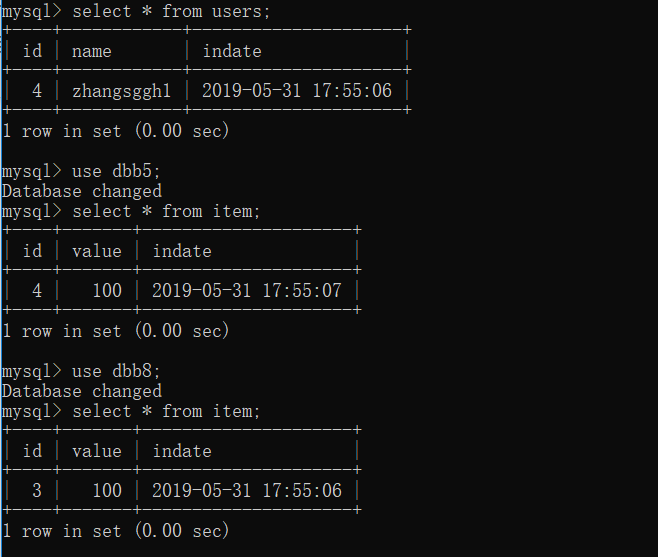 mysql> select * from users;
+----+------------+---------------------+
| id | name       | indate              |
+----+------------+---------------------+
|  4 | zhangsggh1 | 2019-05-31 17:55:06 |
+----+------------+---------------------+
1 row in set (0.00 sec)

mysql> use dbb5;
Database changed
mysql> select * from item;
+----+-------+---------------------+
| id | value | indate              |
+----+-------+---------------------+
|  4 |   100 | 2019-05-31 17:55:07 |
+----+-------+---------------------+
1 row in set (0.00 sec)

mysql> use dbb8;
Database changed
mysql> select * from item;
+----+-------+---------------------+
| id | value | indate              |
+----+-------+---------------------+
|  3 |   100 | 2019-05-31 17:55:06 |
+----+-------+---------------------+
1 row in set (0.00 sec)